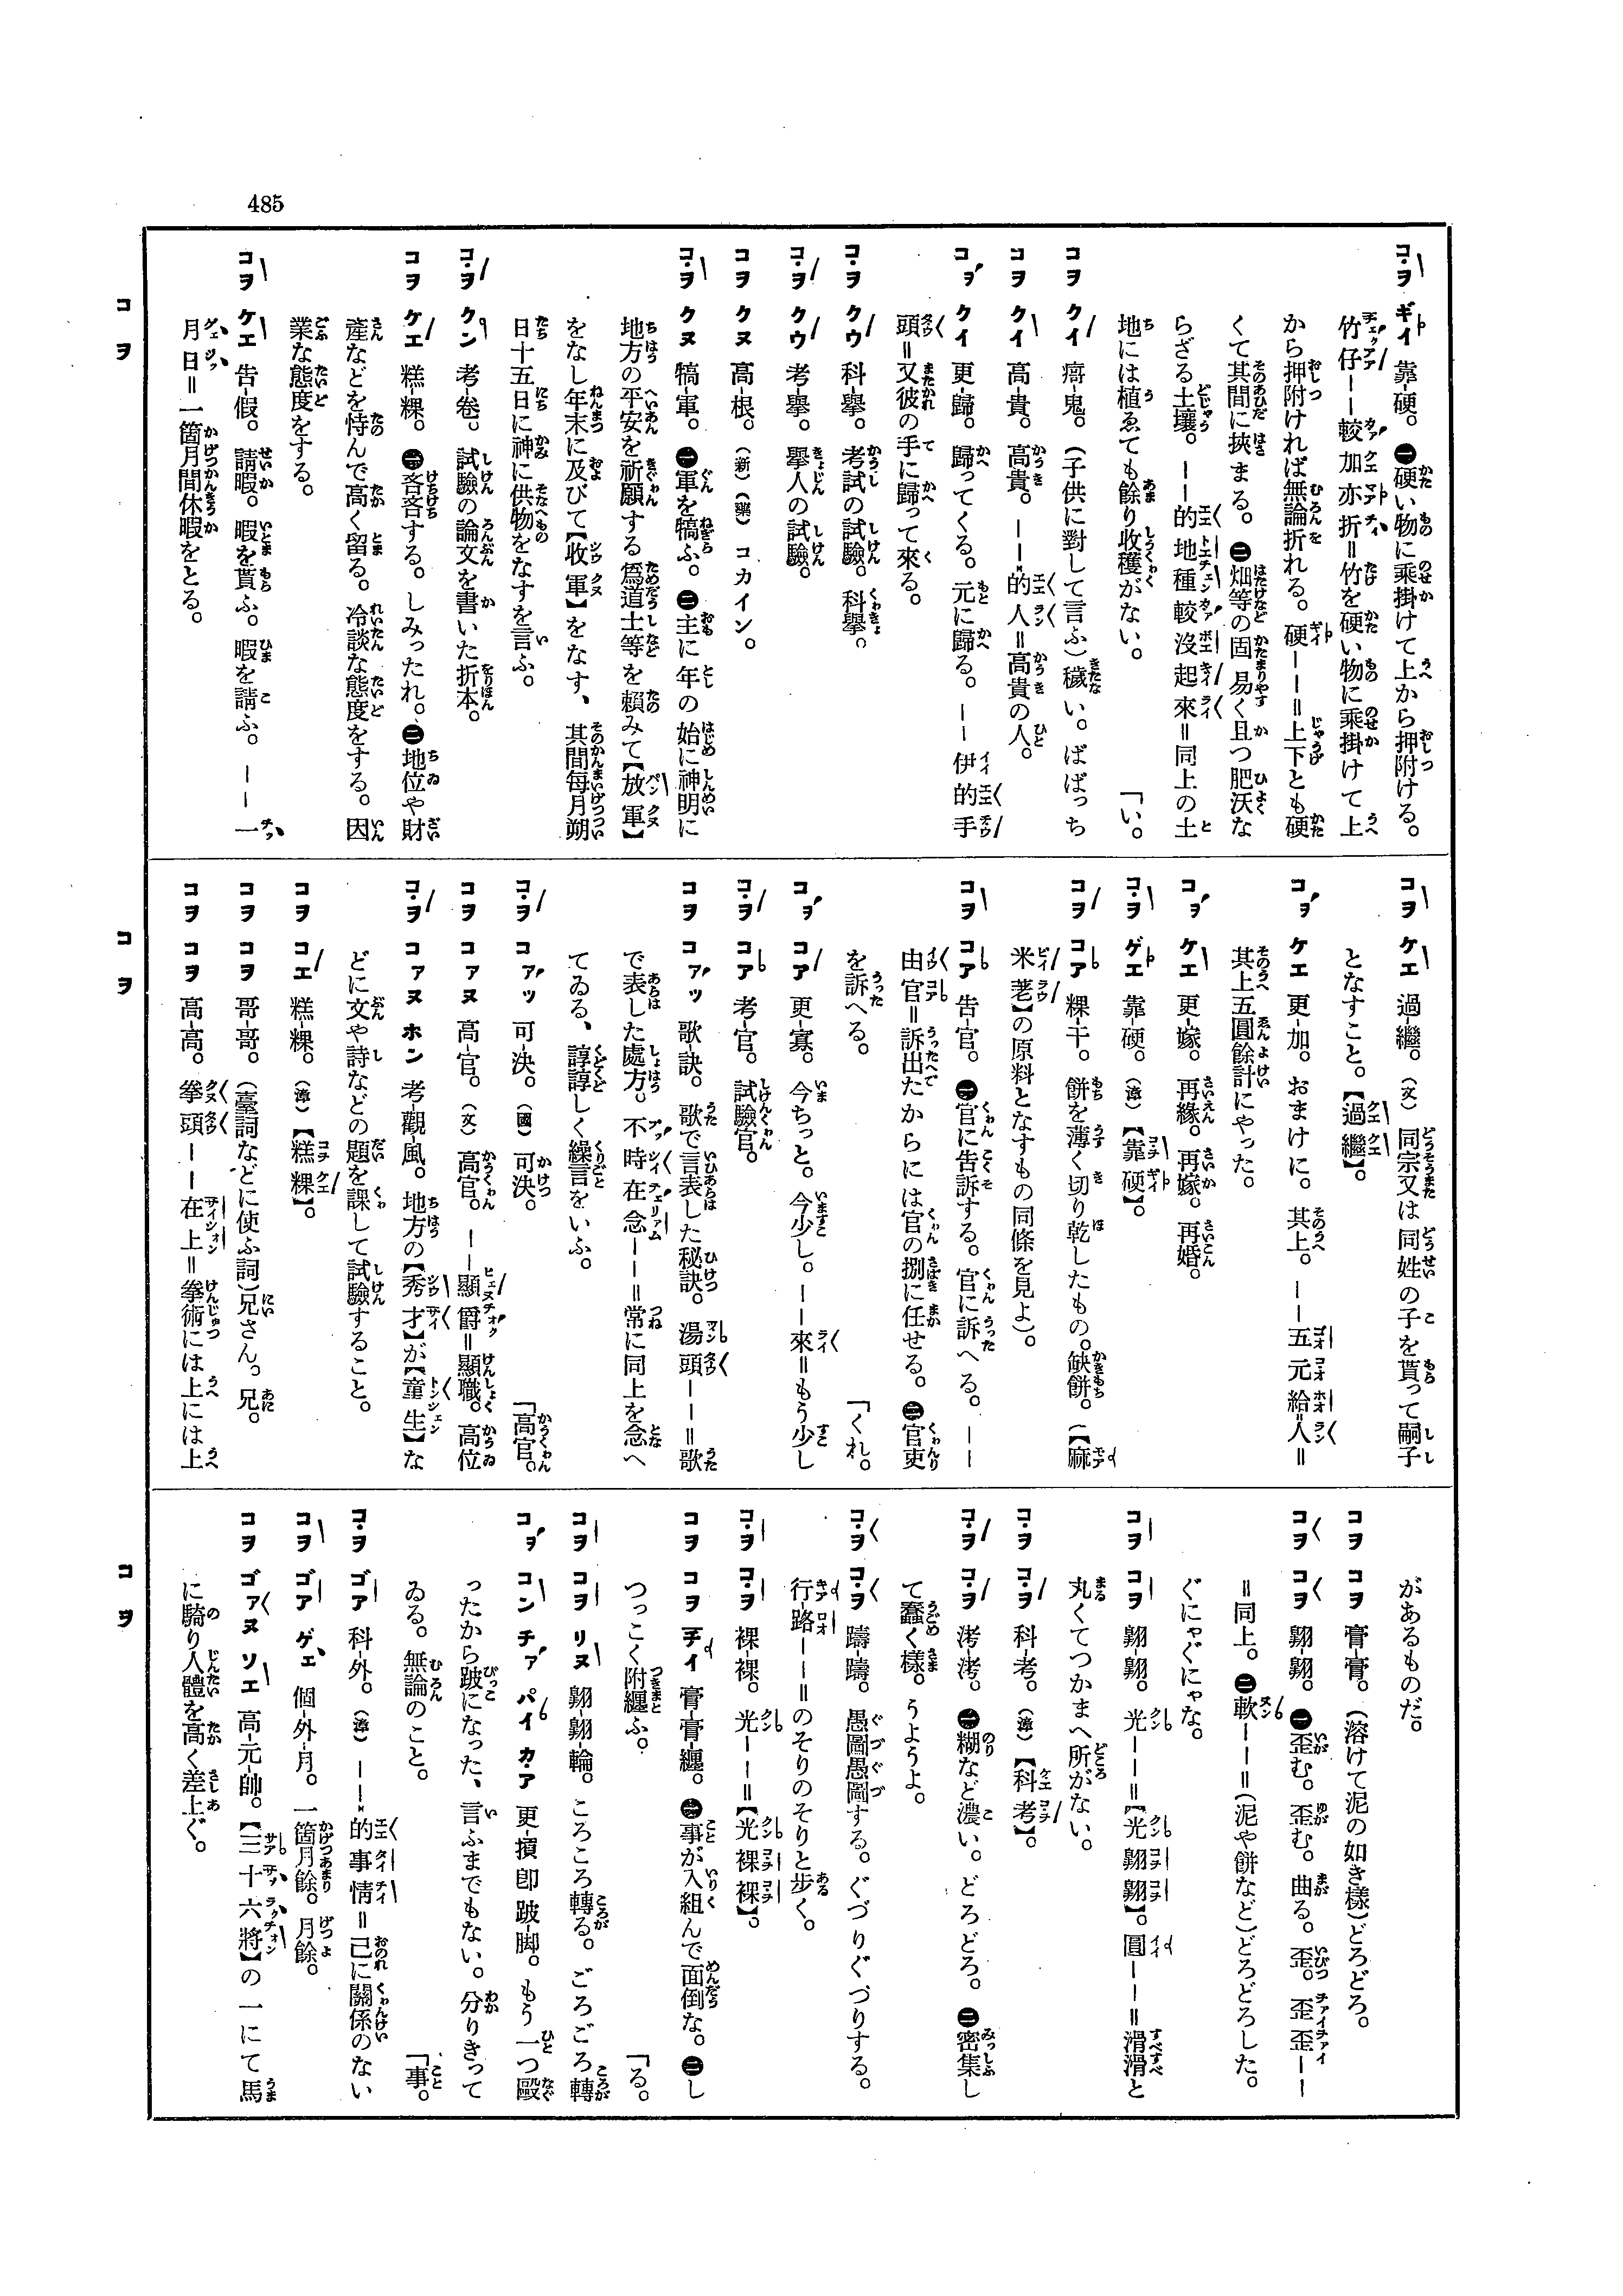 485
コヲ ギイ 靠-硬。 ㊀硬い物に乘掛けて上から押附ける。
竹仔ーー較加亦折＝竹を硬い物に乘掛けて上
から押附ければ無論折れる。硬ーー＝上下とも硬
くて其間に挾まる。㊁畑等の固易く且つ肥沃な
らざる土壤。ーー的地種較沒起來＝同上の土
地には植ゑても餘り收穫がない。 「い。
コヲ クイ 疳-鬼。（子供に對して言ふ）穢い。ばばっち
コヲ クイ 高-貴。高貴。ーー的人＝高貴の人。
コヲ クイ 更-歸。歸ってくる。元に歸る。ーー伊的手
頭＝又彼の手に歸って來る。
コヲ クウ 科-擧。考試の試驗。科擧。
コヲ クウ 考-擧。擧人の試驗。
コヲ クヌ 高-根。（新）（藥）コカイン。
コヲ クヌ 犒-軍。㊀軍を犒ふ。㊁主に年の始に神明に
地方の平安を祈願する爲道士等を賴みて【放軍】
をなし年末に及びて【收軍】をなす、其間每月朔
日十五日に神に供物をなすを言ふ。
コヲ クン 考-卷。試驗の論文を書いた折本。
コヲ ケエ 糕-粿。㊀吝吝する。しみったれ。㊁地位や財
產などを恃んで高く留る。冷談な態度をする。因
業な態度をする。
コヲ ケエ 告-假。請暇。暇を貰ふ。暇を請ふ。ーー一
月日＝一箇月間休暇をとる。
コヲ ケエ 過-繼。（文）同宗又は同姓の子を貰って嗣子
となすこと。【過繼】。
コヲ ケエ 更-加。おまけに。其上。ーー五元給人＝
其上五圓餘計にやった。
コヲ ケエ 更-嫁。再緣。再嫁。再婚。
コヲ ゲエ 靠-硬。（漳）【靠硬】。
コヲ コア 粿-干。餅を薄く切り乾したもの。缺餅。（【麻
米荖】の原料となすもの同條を見よ）。
コヲ コア 告-官。㊀官に告訴する。官に訴へる。ーー
由官＝訴出たからには官の捌に任せる。㊁官吏
を訴へる。 「くれ。
コヲ コア 更-寡。今ちっと。今少し。ーー來＝もう少し
コヲ コア 考-官。試驗官。
コヲ コアッ 歌-訣。歌で言表した秘訣。湯頭ーー＝歌
で表した處方。不時在念ーー＝常に同上を念へ
てゐる、諄諄しく繰言をいふ。
コヲ コアッ 可-決。（國）可決。 「高官。
コヲ コアヌ 高-官。（文）高官。ーー顯爵＝顯職。高位
コヲ コアヌ ホン 考-觀-風。地方の【秀才】が【童生】な
どに文や詩などの題を課して試驗すること。
コヲ コエ 糕-粿。（漳）【糕粿】。
コヲ コヲ 哥-哥。（臺詞などに使ふ詞）兄さん。兄。
コヲ コヲ 高-高。拳頭ーー在上＝拳術には上には上
があるものだ。
コヲ コヲ 膏-膏。（溶けて泥の如き樣）どろどろ。
コヲ コヲ 翺-翺。㊀歪む。歪む。曲る。歪。歪歪ーー
＝同上。㊁軟ーー＝（泥や餅など）どろどろした。
ぐにゃぐにゃな。
コヲ コヲ 翺-翺。光ーー＝【光翺翺】。圓ーー＝滑滑と
丸くてつかまへ所がない。
コヲ コヲ 科-考。（漳）【科考】。
コヲ コヲ 涝-涝。㊀糊など濃い。どろどろ。㊁密集し
て蠢く樣。うようよ。
コヲ コヲ 躊-躊。愚圖愚圖する。ぐづりぐづりする。
行-路ーー＝のそりのそりと步く。
コヲ コヲ 裸-裸。光ーー＝【光裸裸】。
コヲ コヲ チイ 膏-膏-纏。㊀事が入組んで面倒な。㊁し
つっこく附纏ふ。 「る。
コヲ コヲ リヌ 翺-翺-輪。ころころ轉る。ごろごろ轉
コヲ コン チァ パイ カア 更-摃卽跛-脚。もう一つ毆
ったから跛になった、言ふまでもない。分りきって
ゐる。無論のこと。 「事。
コヲ ゴア 科-外。（漳）ーー的事情＝己に關係のない
コヲ ゴア ゲエ 個-外-月。一箇月餘。月餘。
コヲ ゴアヌ ソエ 高-元-帥。【三十六將】の一にて馬
に騎り人體を高く差上ぐ。
コヲ
コヲ
コヲ